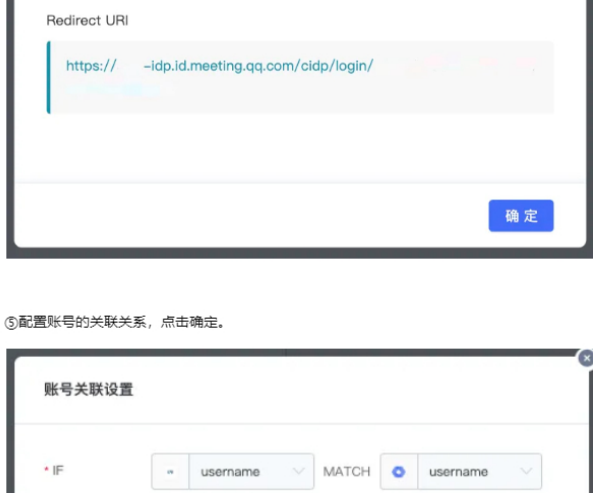 Redirect URI
https:// -idp.id.meeting.qq.com/cidp/login/
确 定
⑤配置账号的关联关系，点击确定。
账号关联设置
* IF username MATCH username